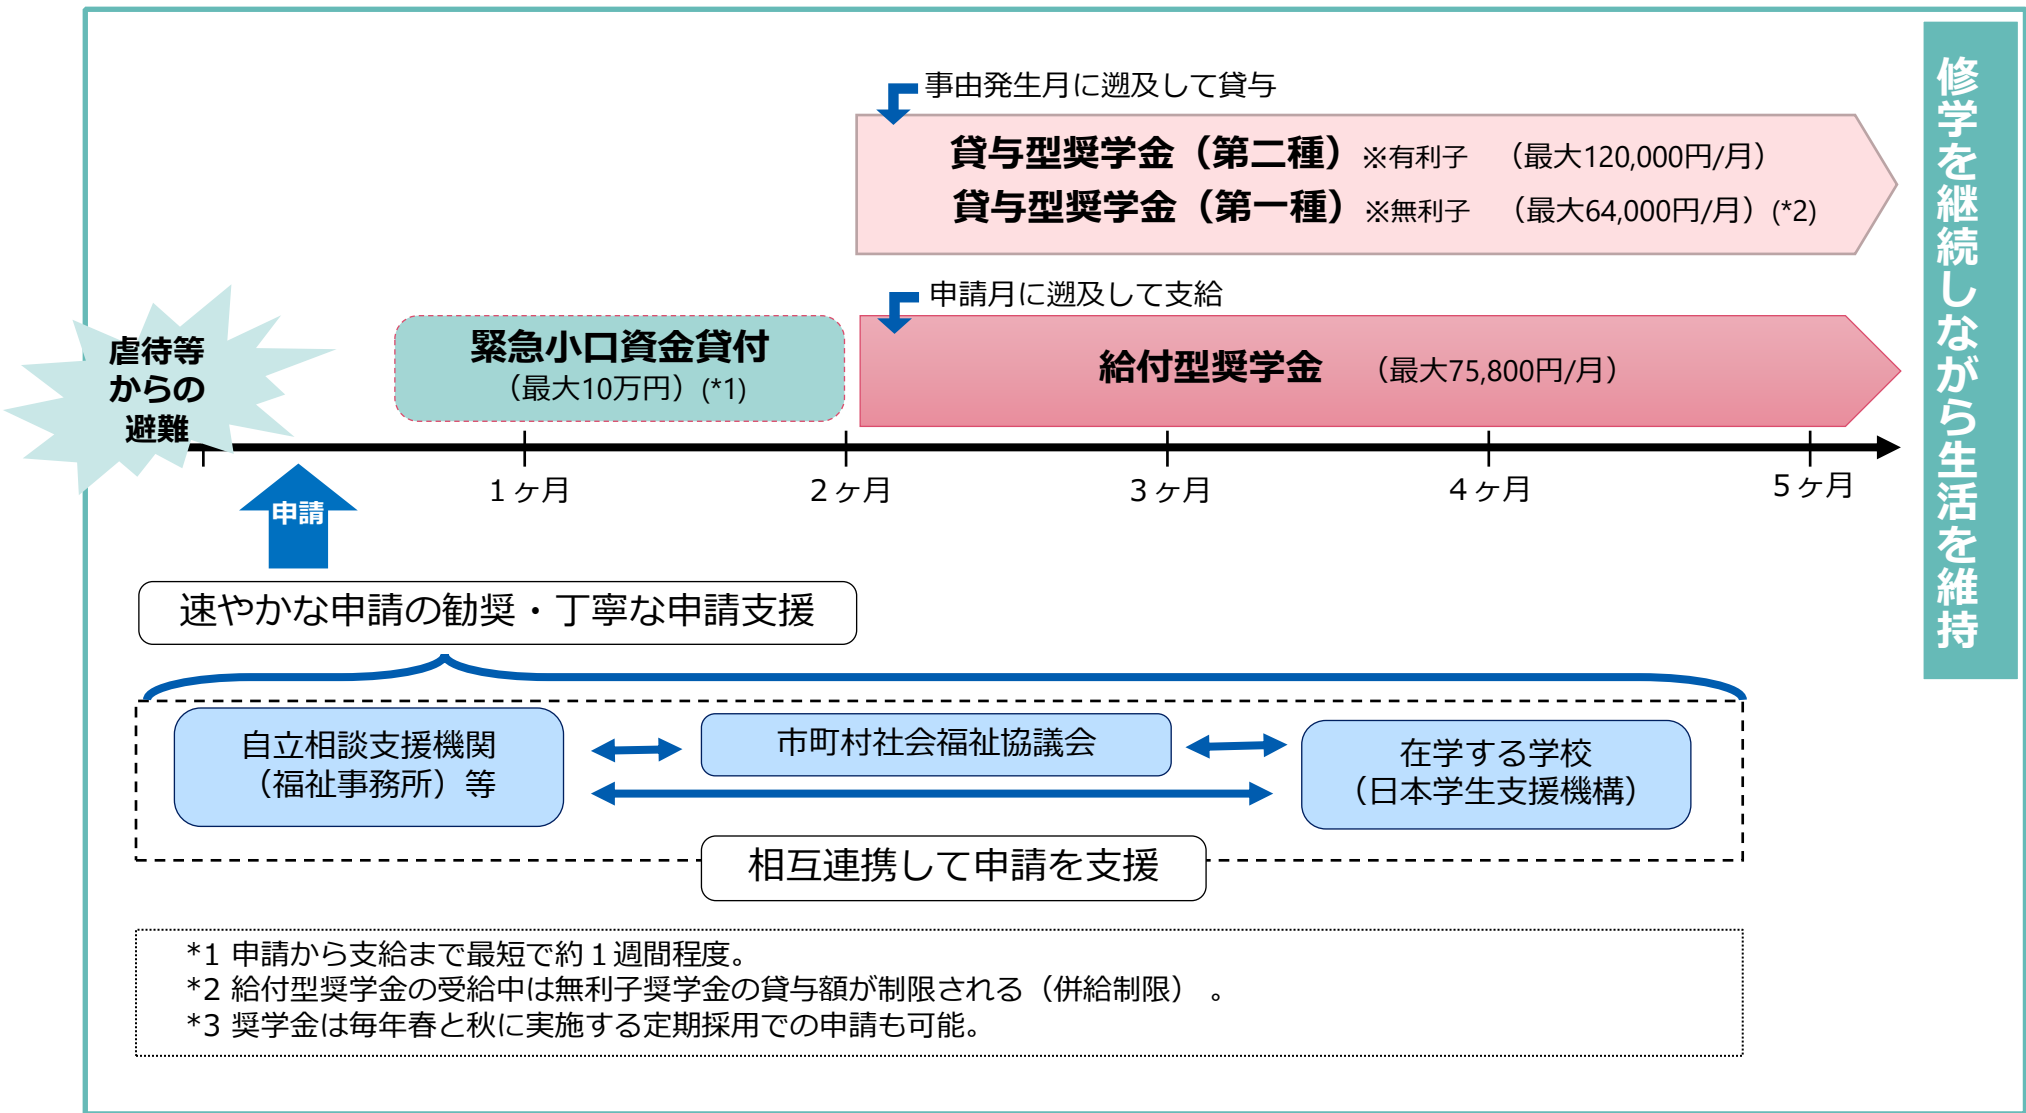 事由発生月に遡及して貸与
貸与型奨学金（第二種）※有利子　（最大120,000円/月）
貸与型奨学金（第一種）※無利子　（最大64,000円/月）(*2)
申請月に遡及して支給
緊急小口資金貸付
（最大10万円）(*1)
給付型奨学金　（最大75,800円/月）
虐待等
からの
避難
１ヶ月
２ヶ月
３ヶ月
４ヶ月
５ヶ月
申請
速やかな申請の勧奨・丁寧な申請支援
自立相談支援機関
（福祉事務所）等
市町村社会福祉協議会
在学する学校
（日本学生支援機構）
相互連携して申請を支援
*1 申請から支給まで最短で約１週間程度。
*2 給付型奨学金の受給中は無利子奨学金の貸与額が制限される（併給制限） 。
*3 奨学金は毎年春と秋に実施する定期採用での申請も可能。
修学を継続しながら生活を維持